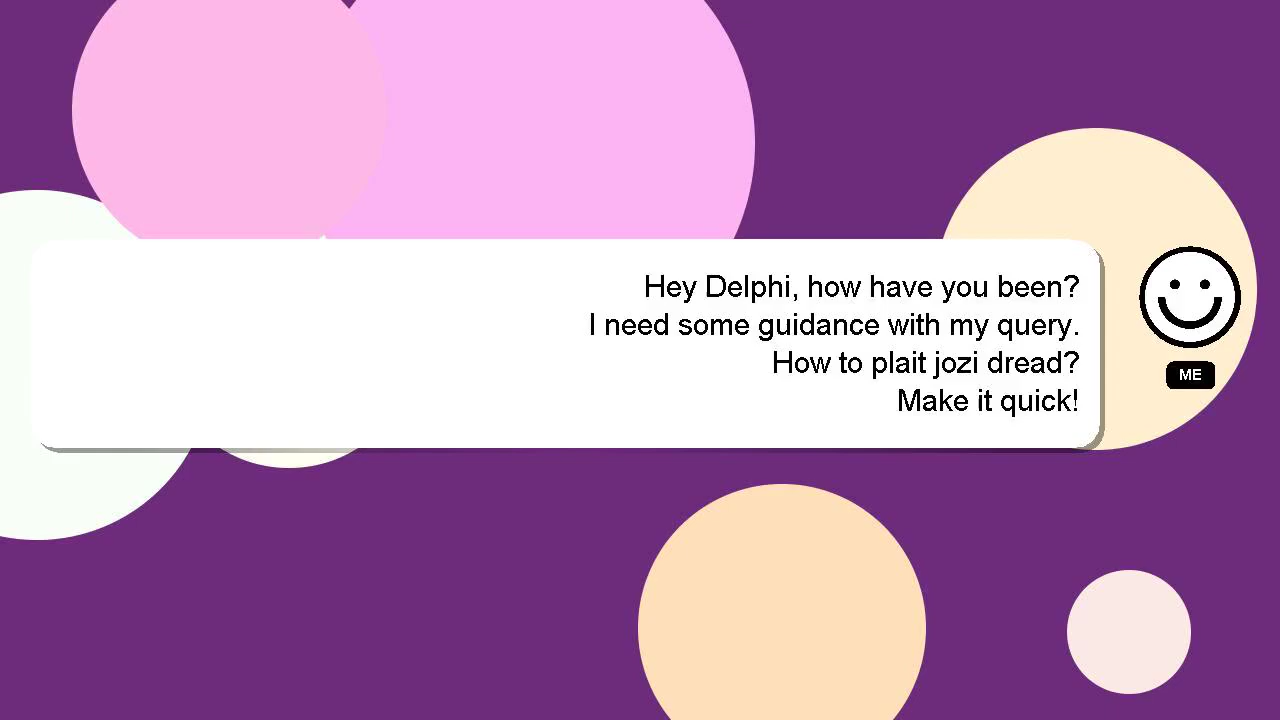 Hey Delphi, how have you been?
I need some guidance with my query.
How to plait jozi dread?
Make it quick!
ME